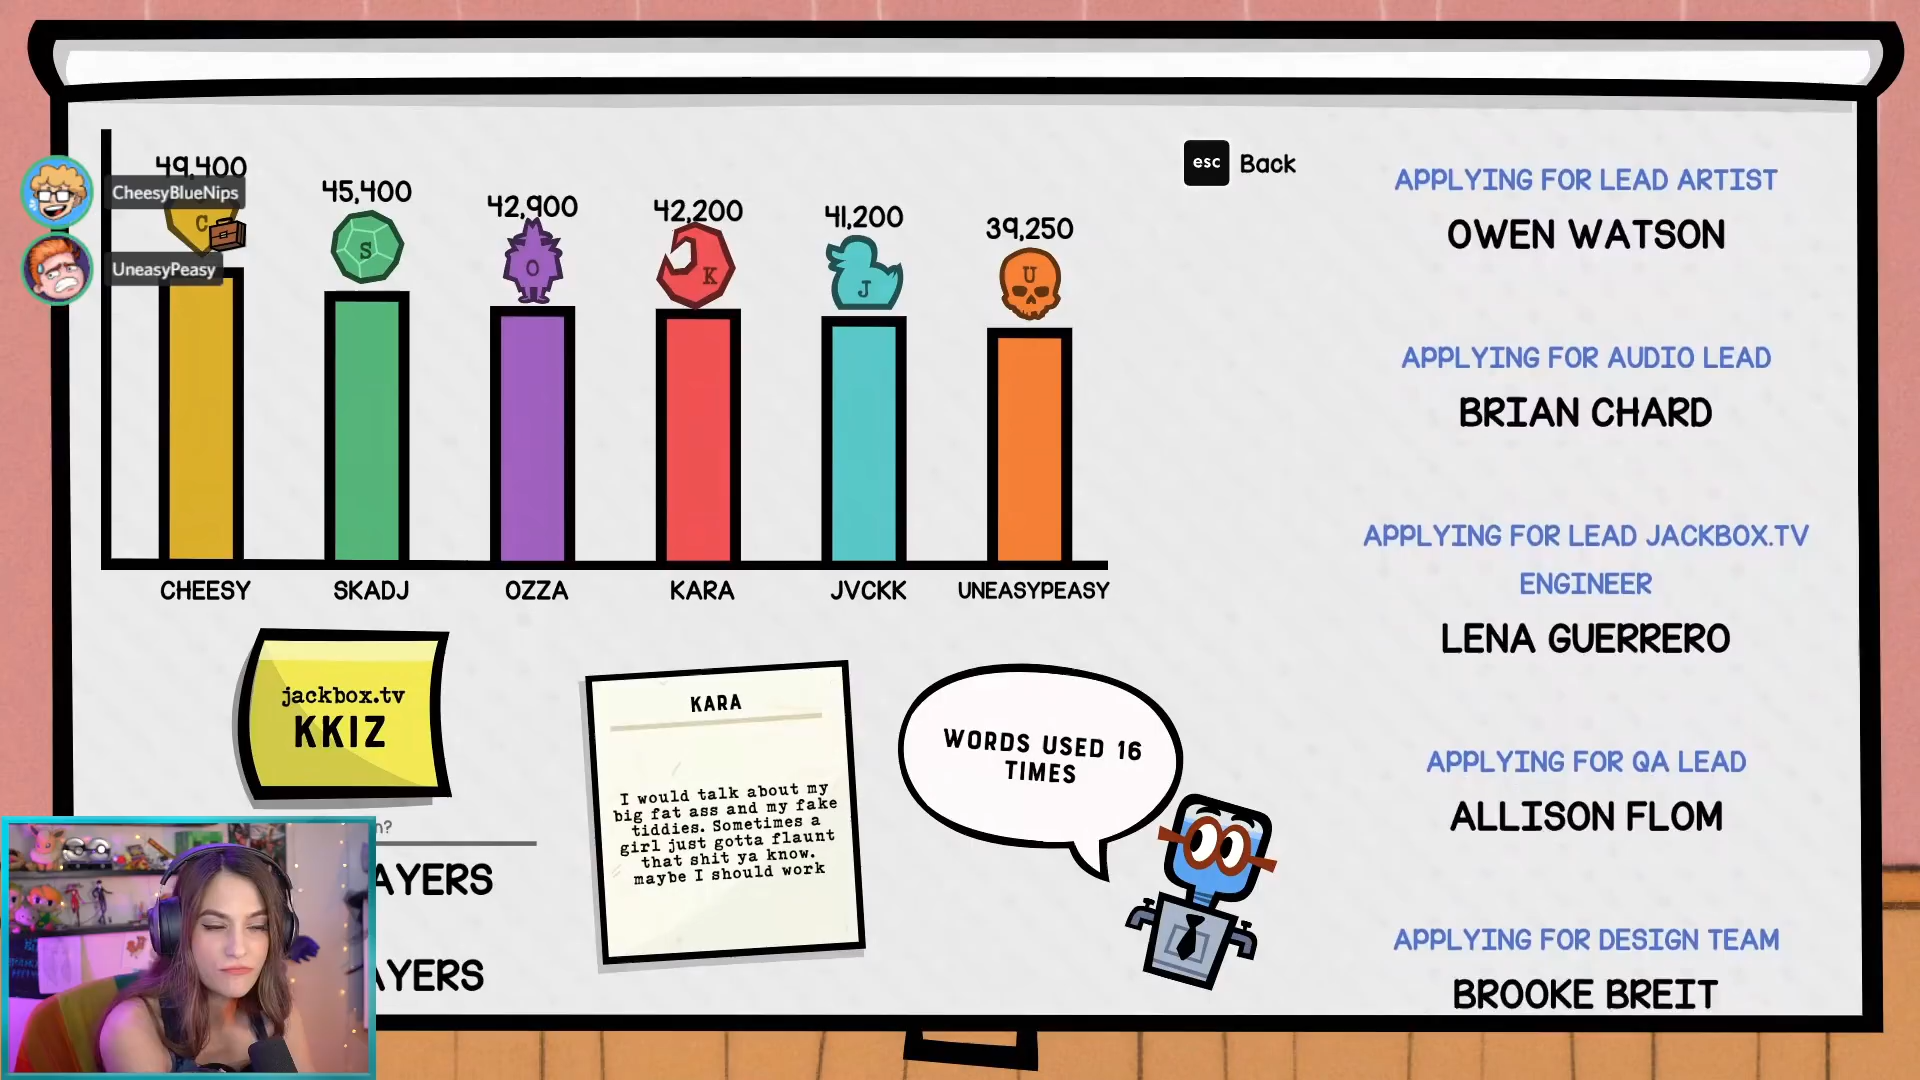 49,400
CheesyBlueNips
C
45,400
S
42,900
O
42,200
K
41,200
J
39,250
U
UneasyPeasy
CHEESY
SKADJ
OZZA
KARA
JVCKK
UNEASYPEASY
esc Back
APPLYING FOR LEAD ARTIST
OWEN WATSON
APPLYING FOR AUDIO LEAD
BRIAN CHARD
APPLYING FOR LEAD JACKBOX.TV
ENGINEER
LENA GUERRERO
APPLYING FOR QA LEAD
ALLISON FLOM
APPLYING FOR DESIGN TEAM
BROOKE BREIT
jackbox.tv
KKIZ
KARA
I would talk about my
big fat ass and my fake
tiddies. Sometimes a
girl just gotta flaunt
that shit ya know.
maybe I should work
WORDS USED 16
TIMES
AYERS
AYERS